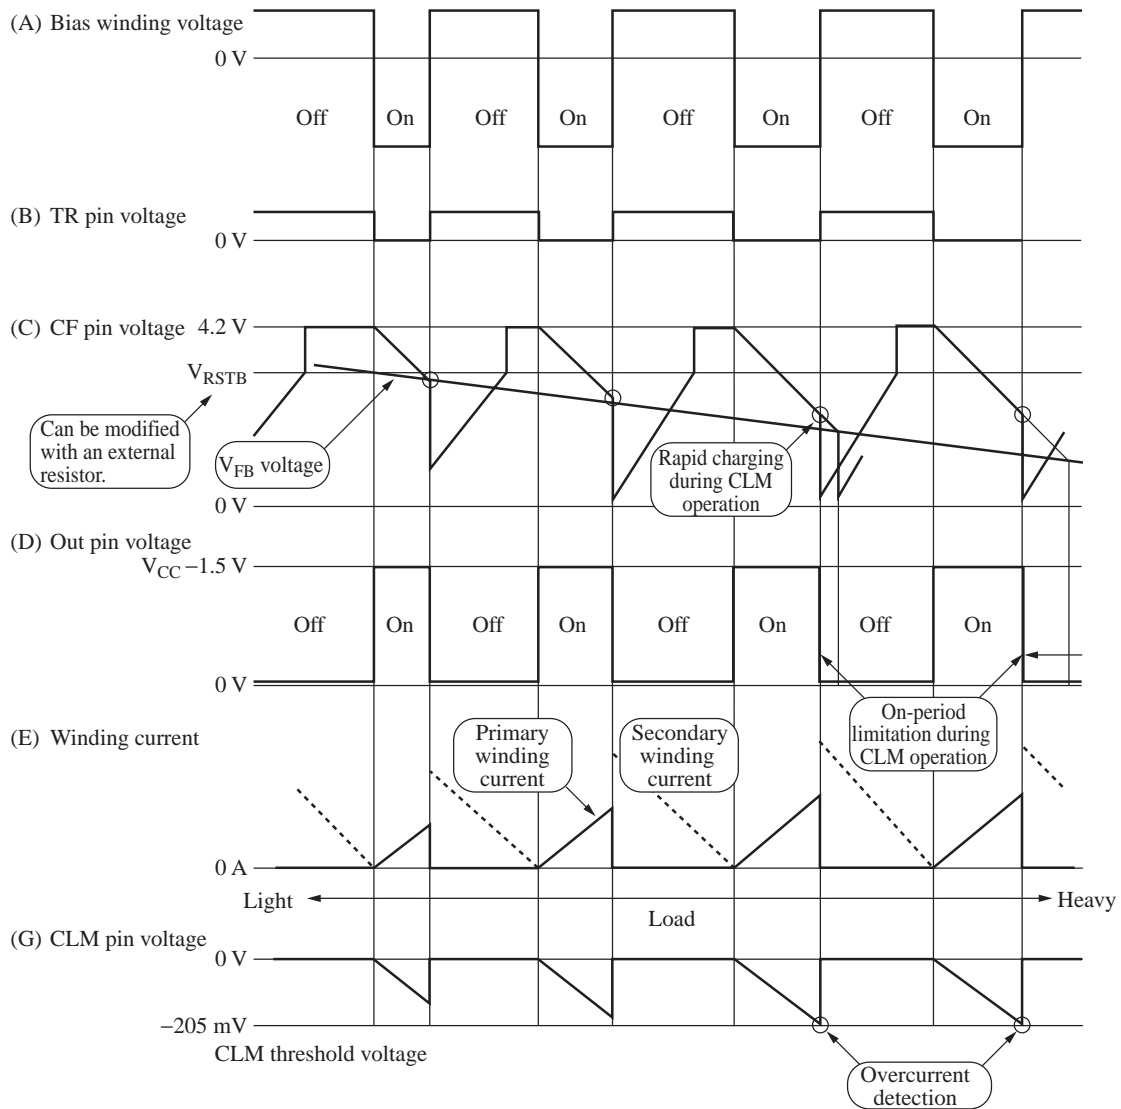 (A) Bias winding voltage
0 V
Off On Off On Off On Off On
(B) TR pin voltage
0 V
(C) CF pin voltage 4.2 V
VRSTB
Can be modified
with an external
resistor.
VFB voltage
Rapid charging
during CLM
operation
0 V
(D) Out pin voltage
VCC −1.5 V
Off On Off On Off On Off On
0 V
On-period
limitation during
CLM operation
(E) Winding current
Primary
winding
current
Secondary
winding
current
0 A
Light
Load
Heavy
(G) CLM pin voltage
0 V
−205 mV
CLM threshold voltage
Overcurrent
detection